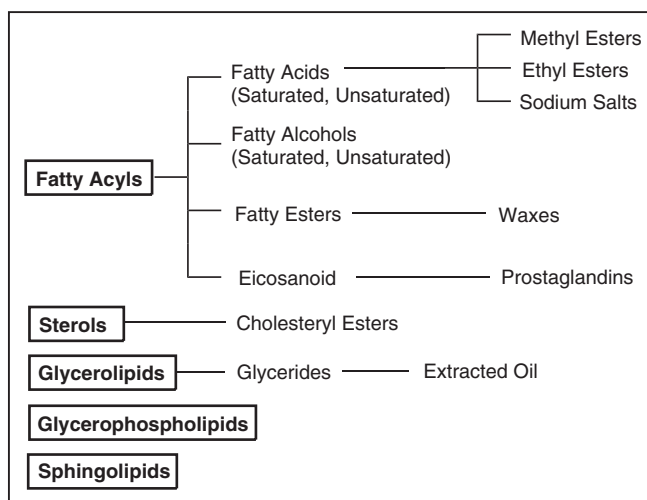 Methyl Esters
Fatty Acids
(Saturated, Unsaturated)
Ethyl Esters
Sodium Salts
Fatty Alcohols
(Saturated, Unsaturated)
Fatty Acyls
Fatty Esters
Waxes
Eicosanoid
Prostaglandins
Sterols
Cholesteryl Esters
Glycerolipids
Glycerides
Extracted Oil
Glycerophospholipids
Sphingolipids